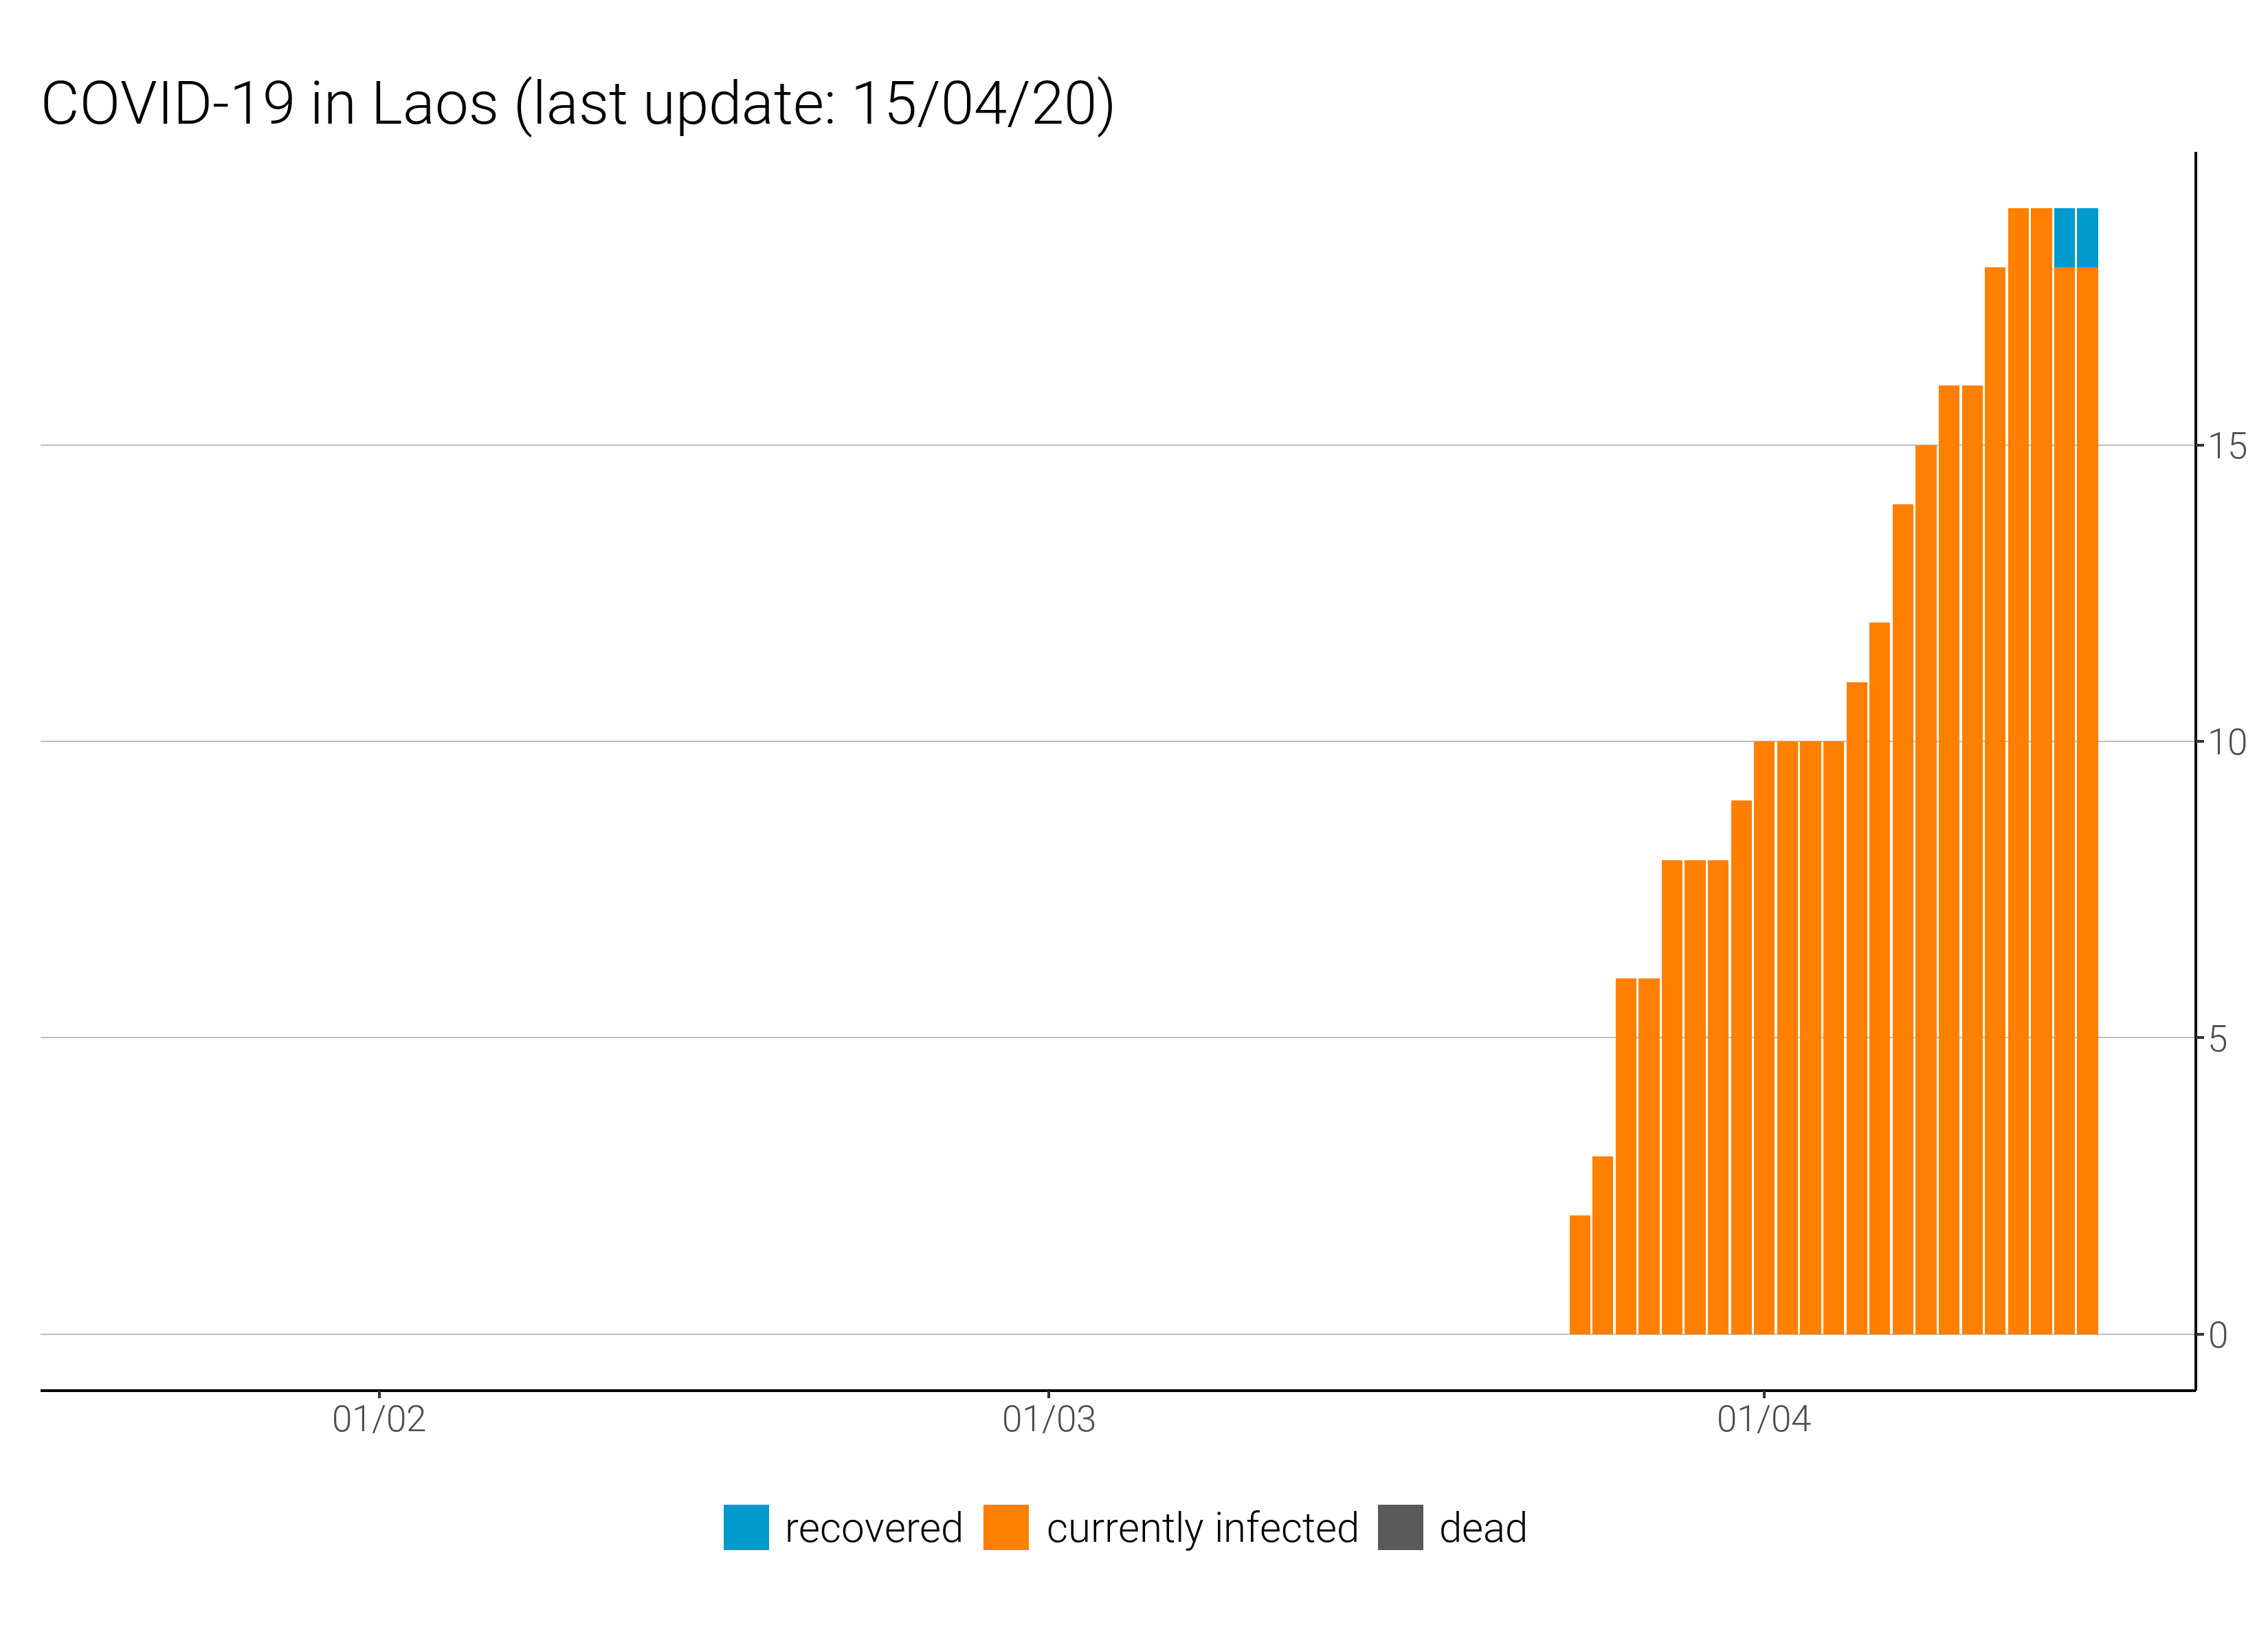 COVID-19 in Laos (last update: 15/04/20)
15
10
5
0
01/02 01/03 01/04
recovered currently infected dead